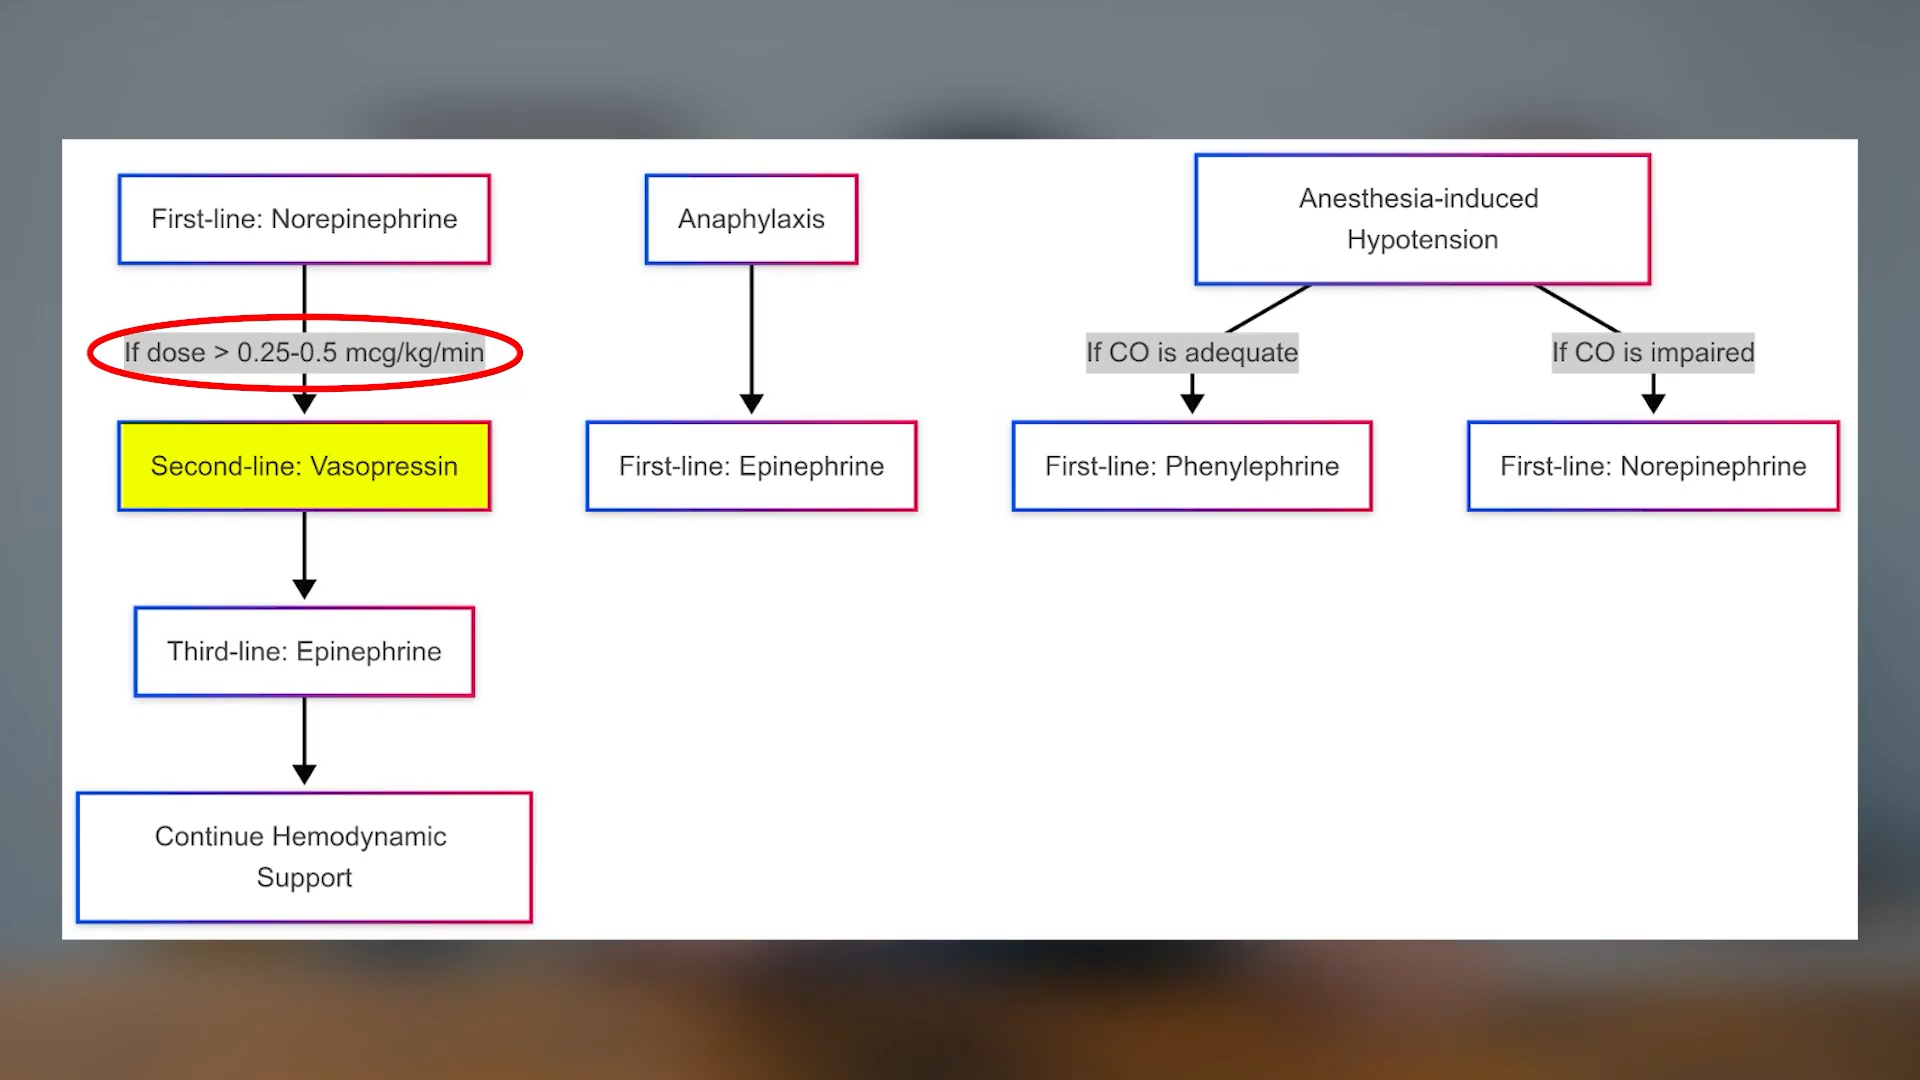 First-line: Norepinephrine
If dose > 0.25-0.5 mcg/kg/min
Second-line: Vasopressin
Third-line: Epinephrine
Continue Hemodynamic
Support
Anaphylaxis
First-line: Epinephrine
Anesthesia-induced
Hypotension
If CO is adequate
First-line: Phenylephrine
If CO is impaired
First-line: Norepinephrine